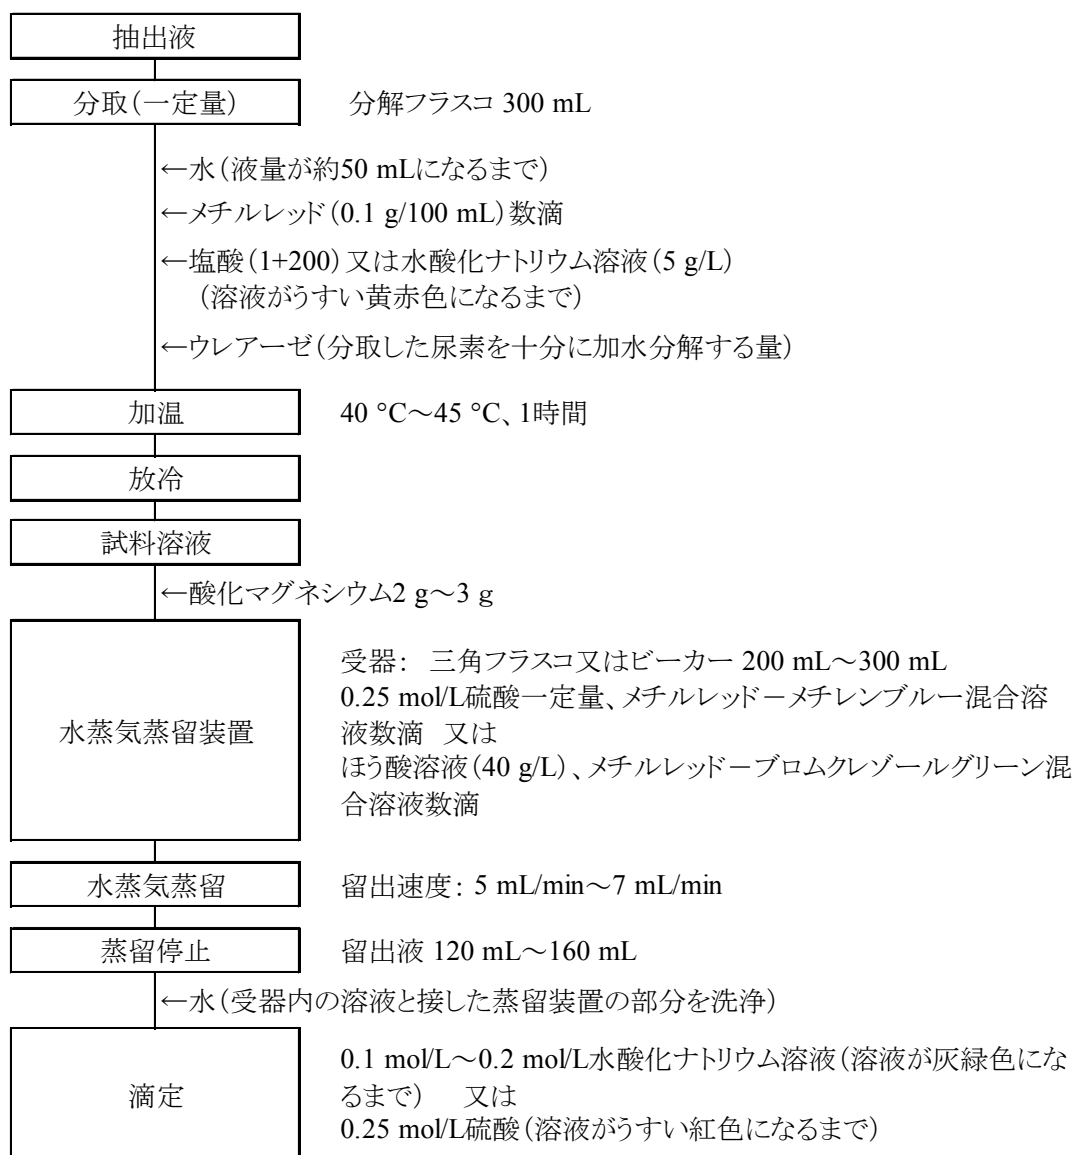 抽出液
分取(一定量) 分解フラスコ 300 mL
←水(液量が約50 mLになるまで)
←メチルレッド(0.1 g/100 mL)数滴
←塩酸(1+200)又は水酸化ナトリウム溶液(5 g/L)
(溶液がうすい黄赤色になるまで)
←ウレアーゼ(分取した尿素を十分に加水分解する量)
加温 40 °C～45 °C、1時間
放冷
試料溶液
←酸化マグネシウム2 g～3 g
水蒸気蒸留装置
受器： 三角フラスコ又はビーカー 200 mL～300 mL
0.25 mol/L硫酸一定量、メチルレッド－メチレンブルー混合溶
液数滴 又は
ほう酸溶液(40 g/L)、メチルレッド－ブロムクレゾールグリーン混
合溶液数滴
水蒸気蒸留 留出速度： 5 mL/min～7 mL/min
蒸留停止 留出液 120 mL～160 mL
←水(受器内の溶液と接した蒸留装置の部分を洗浄)
滴定
0.1 mol/L～0.2 mol/L水酸化ナトリウム溶液(溶液が灰緑色にな
るまで) 又は
0.25 mol/L硫酸(溶液がうすい紅色になるまで)